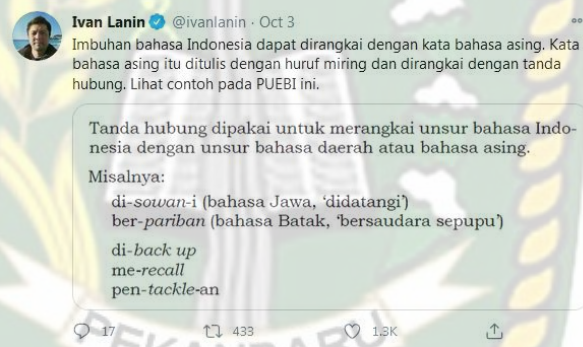 Ivan Lanin @ivanlanin · Oct 3
Imbuhan bahasa Indonesia dapat dirangkai dengan kata bahasa asing. Kata
bahasa asing itu ditulis dengan huruf miring dan dirangkai dengan tanda
hubung. Lihat contoh pada PUEBI ini.
Tanda hubung dipakai untuk merangkai unsur bahasa Indo-
nesia dengan unsur bahasa daerah atau bahasa asing.
Misalnya:
di-sowan-i (bahasa Jawa, ‘didatangi’)
ber-pariban (bahasa Batak, ‘bersaudara sepupu’)
di-back up
me-recall
pen-tackle-an
17 433 1.3K
PEKANBARU